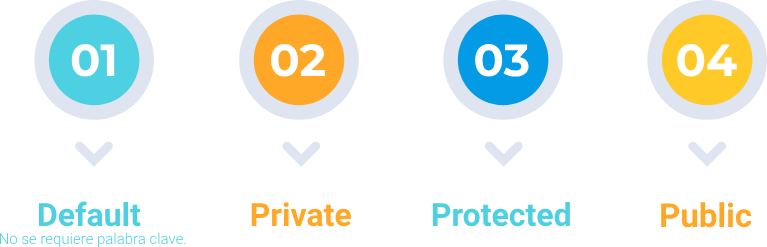 01 02 03 04
Default Private Protected Public
No se requiere palabra clave.